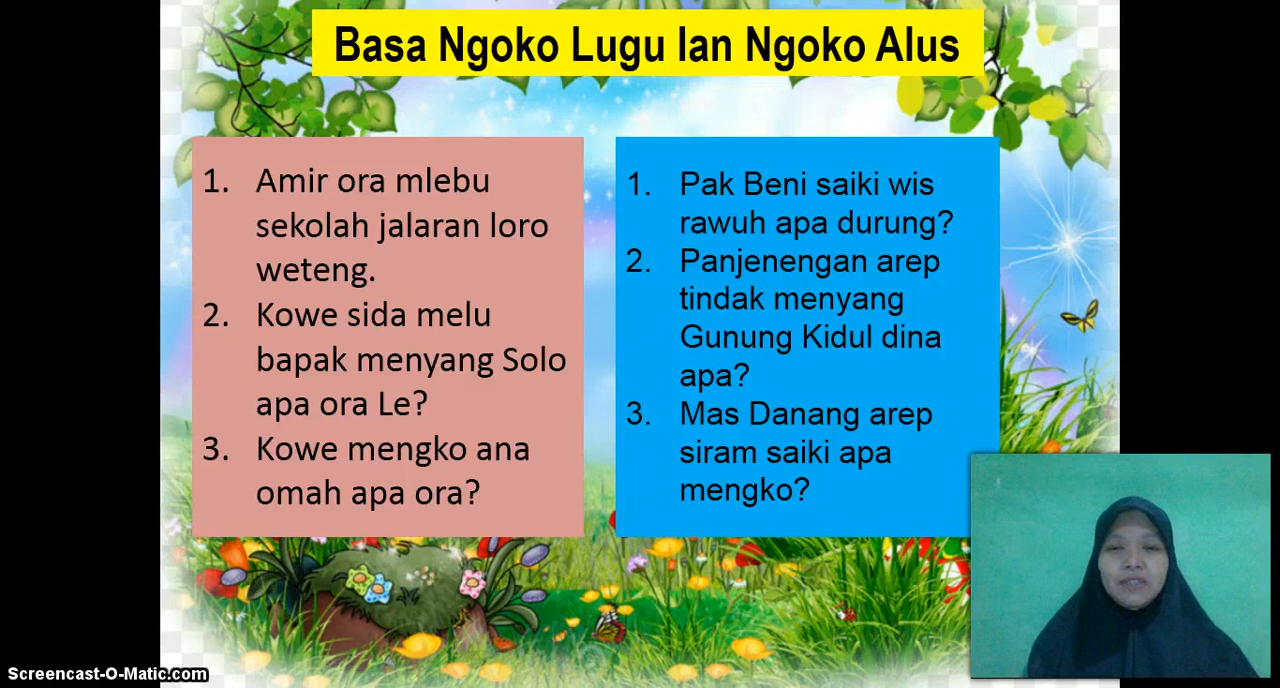 Basa Ngoko Lugu lan Ngoko Alus
1. Amir ora mlebu
sekolah jalaran loro
weteng.
2. Kowe sida melu
bapak menyang Solo
apa ora Le?
3. Kowe mengko ana
omah apa ora?
1. Pak Beni saiki wis
rawuh apa durung?
2. Panjenengan arep
tindak menyang
Gunung Kidul dina
apa?
3. Mas Danang arep
siram saiki apa
mengko?
Screencast-O-Matic.com